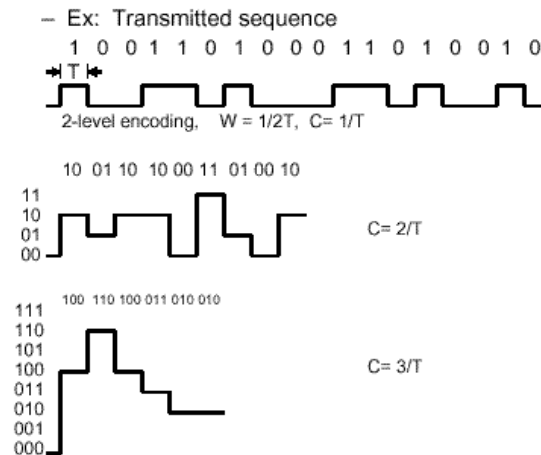 – Ex: Transmitted sequence
1 0 0 1 1 0 1 0 0 0 1 1 0 1 0 0 1 0
T
2-level encoding, W = 1/2T, C= 1/T
10 01 10 10 00 11 01 00 10
11
10
01
00
C= 2/T
100 110 100 011 010 010
111
110
101
100
011
010
001
000
C= 3/T